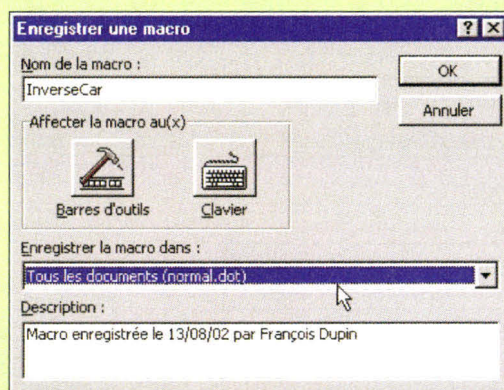 Enregistrer une macro
Nom de la macro :
OK
InverseCar
Annuler
Affecter la macro au(x)
Barres d'outils
Clavier
Enregistrer la macro dans :
Tous les documents (normal.dot)
Description :
Macro enregistrée le 13/08/02 par François Dupin